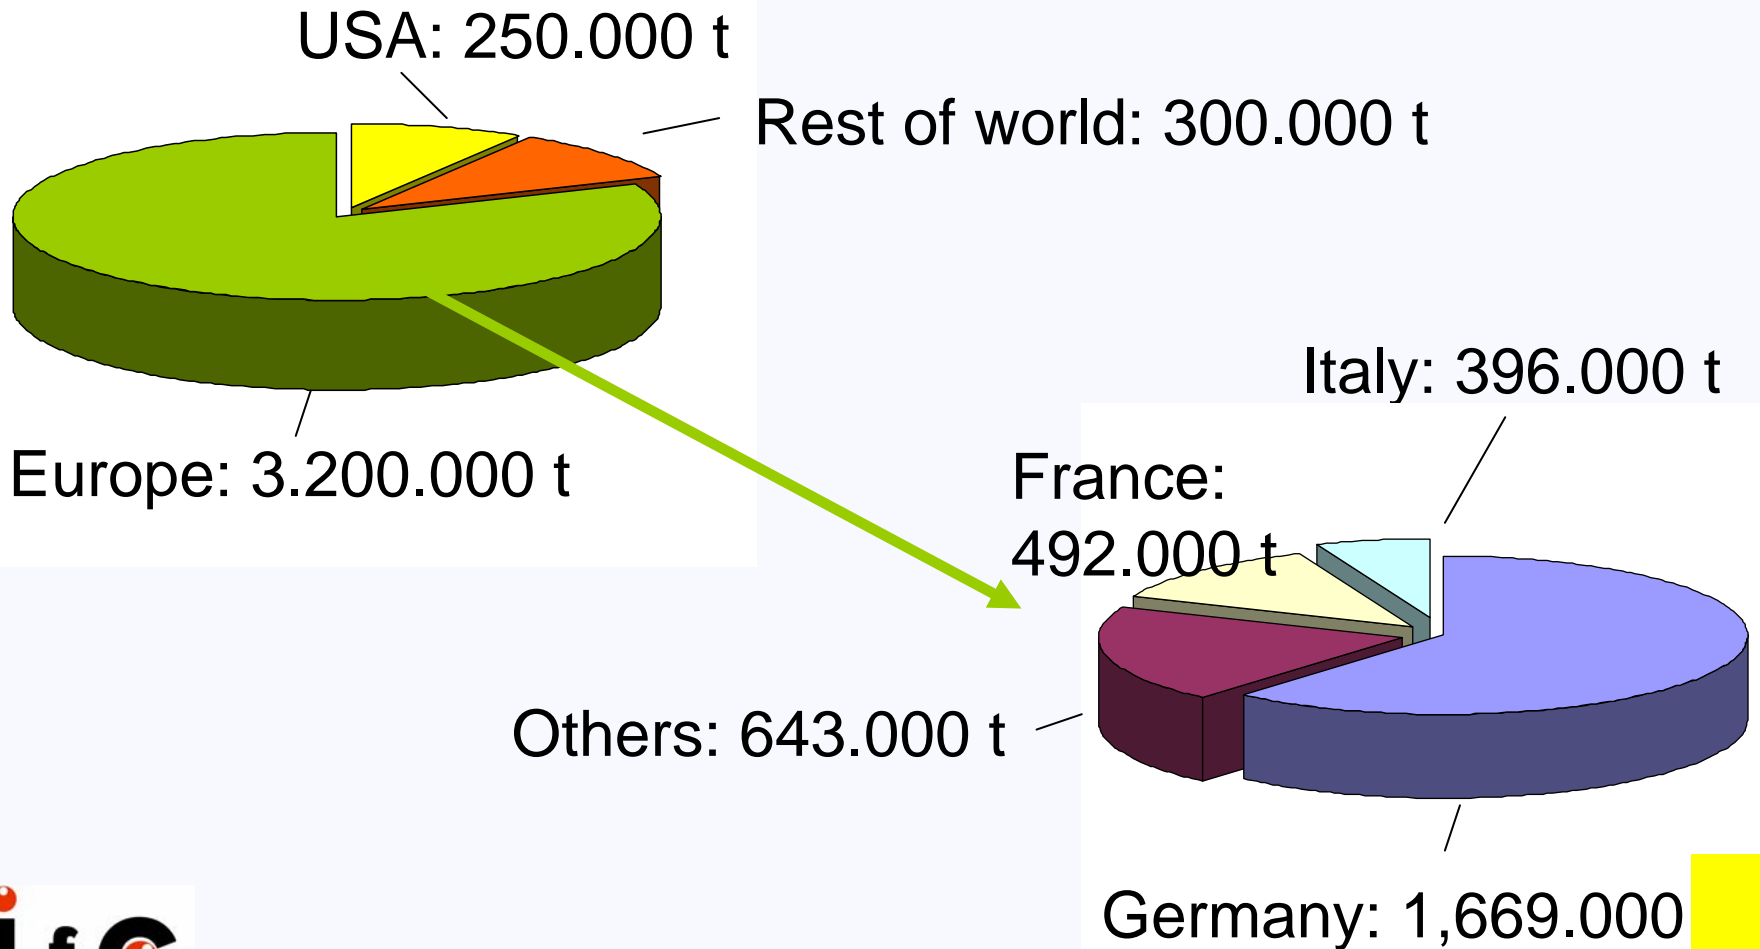 USA: 250.000 t
Rest of world: 300.000 t
Europe: 3.200.000 t
Italy: 396.000 t
France:
492.000 t
Others: 643.000 t
Germany: 1,669.000